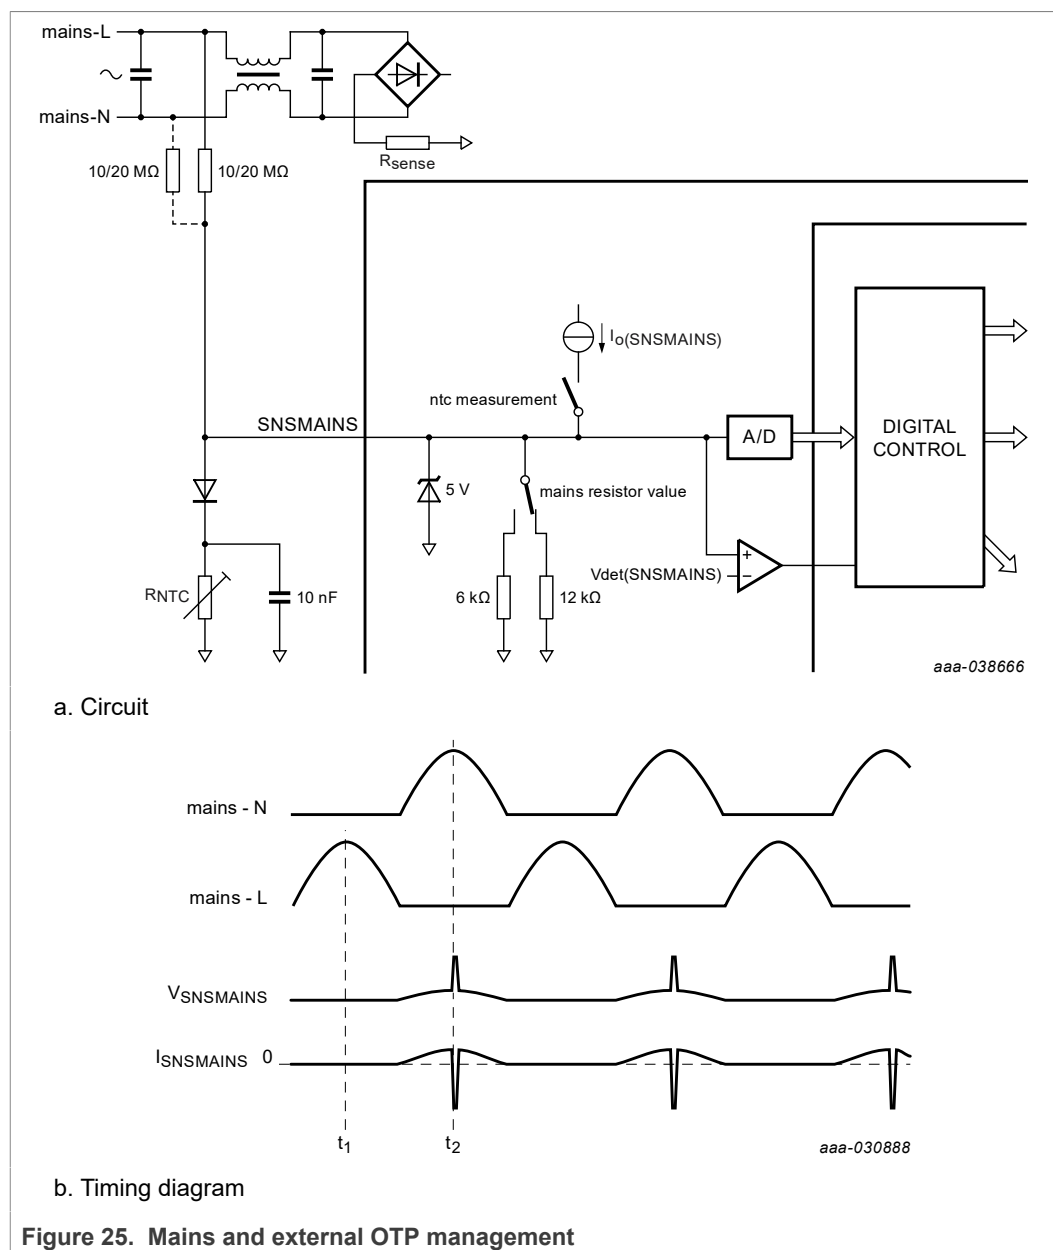 mains-L
mains-N
10/20 MΩ
10/20 MΩ
Rsense
Io(SNSMAINS)
ntc measurement
SNSMAINS
A/D
DIGITAL
CONTROL
5 V
mains resistor value
+
Vdet(SNSMAINS)
−
RNTC
10 nF
6 kΩ
12 kΩ
aaa-038666
a. Circuit
mains - N
mains - L
VSNSMAINS
ISNSMAINS 0
t1
t2
aaa-030888
b. Timing diagram
Figure 25. Mains and external OTP management